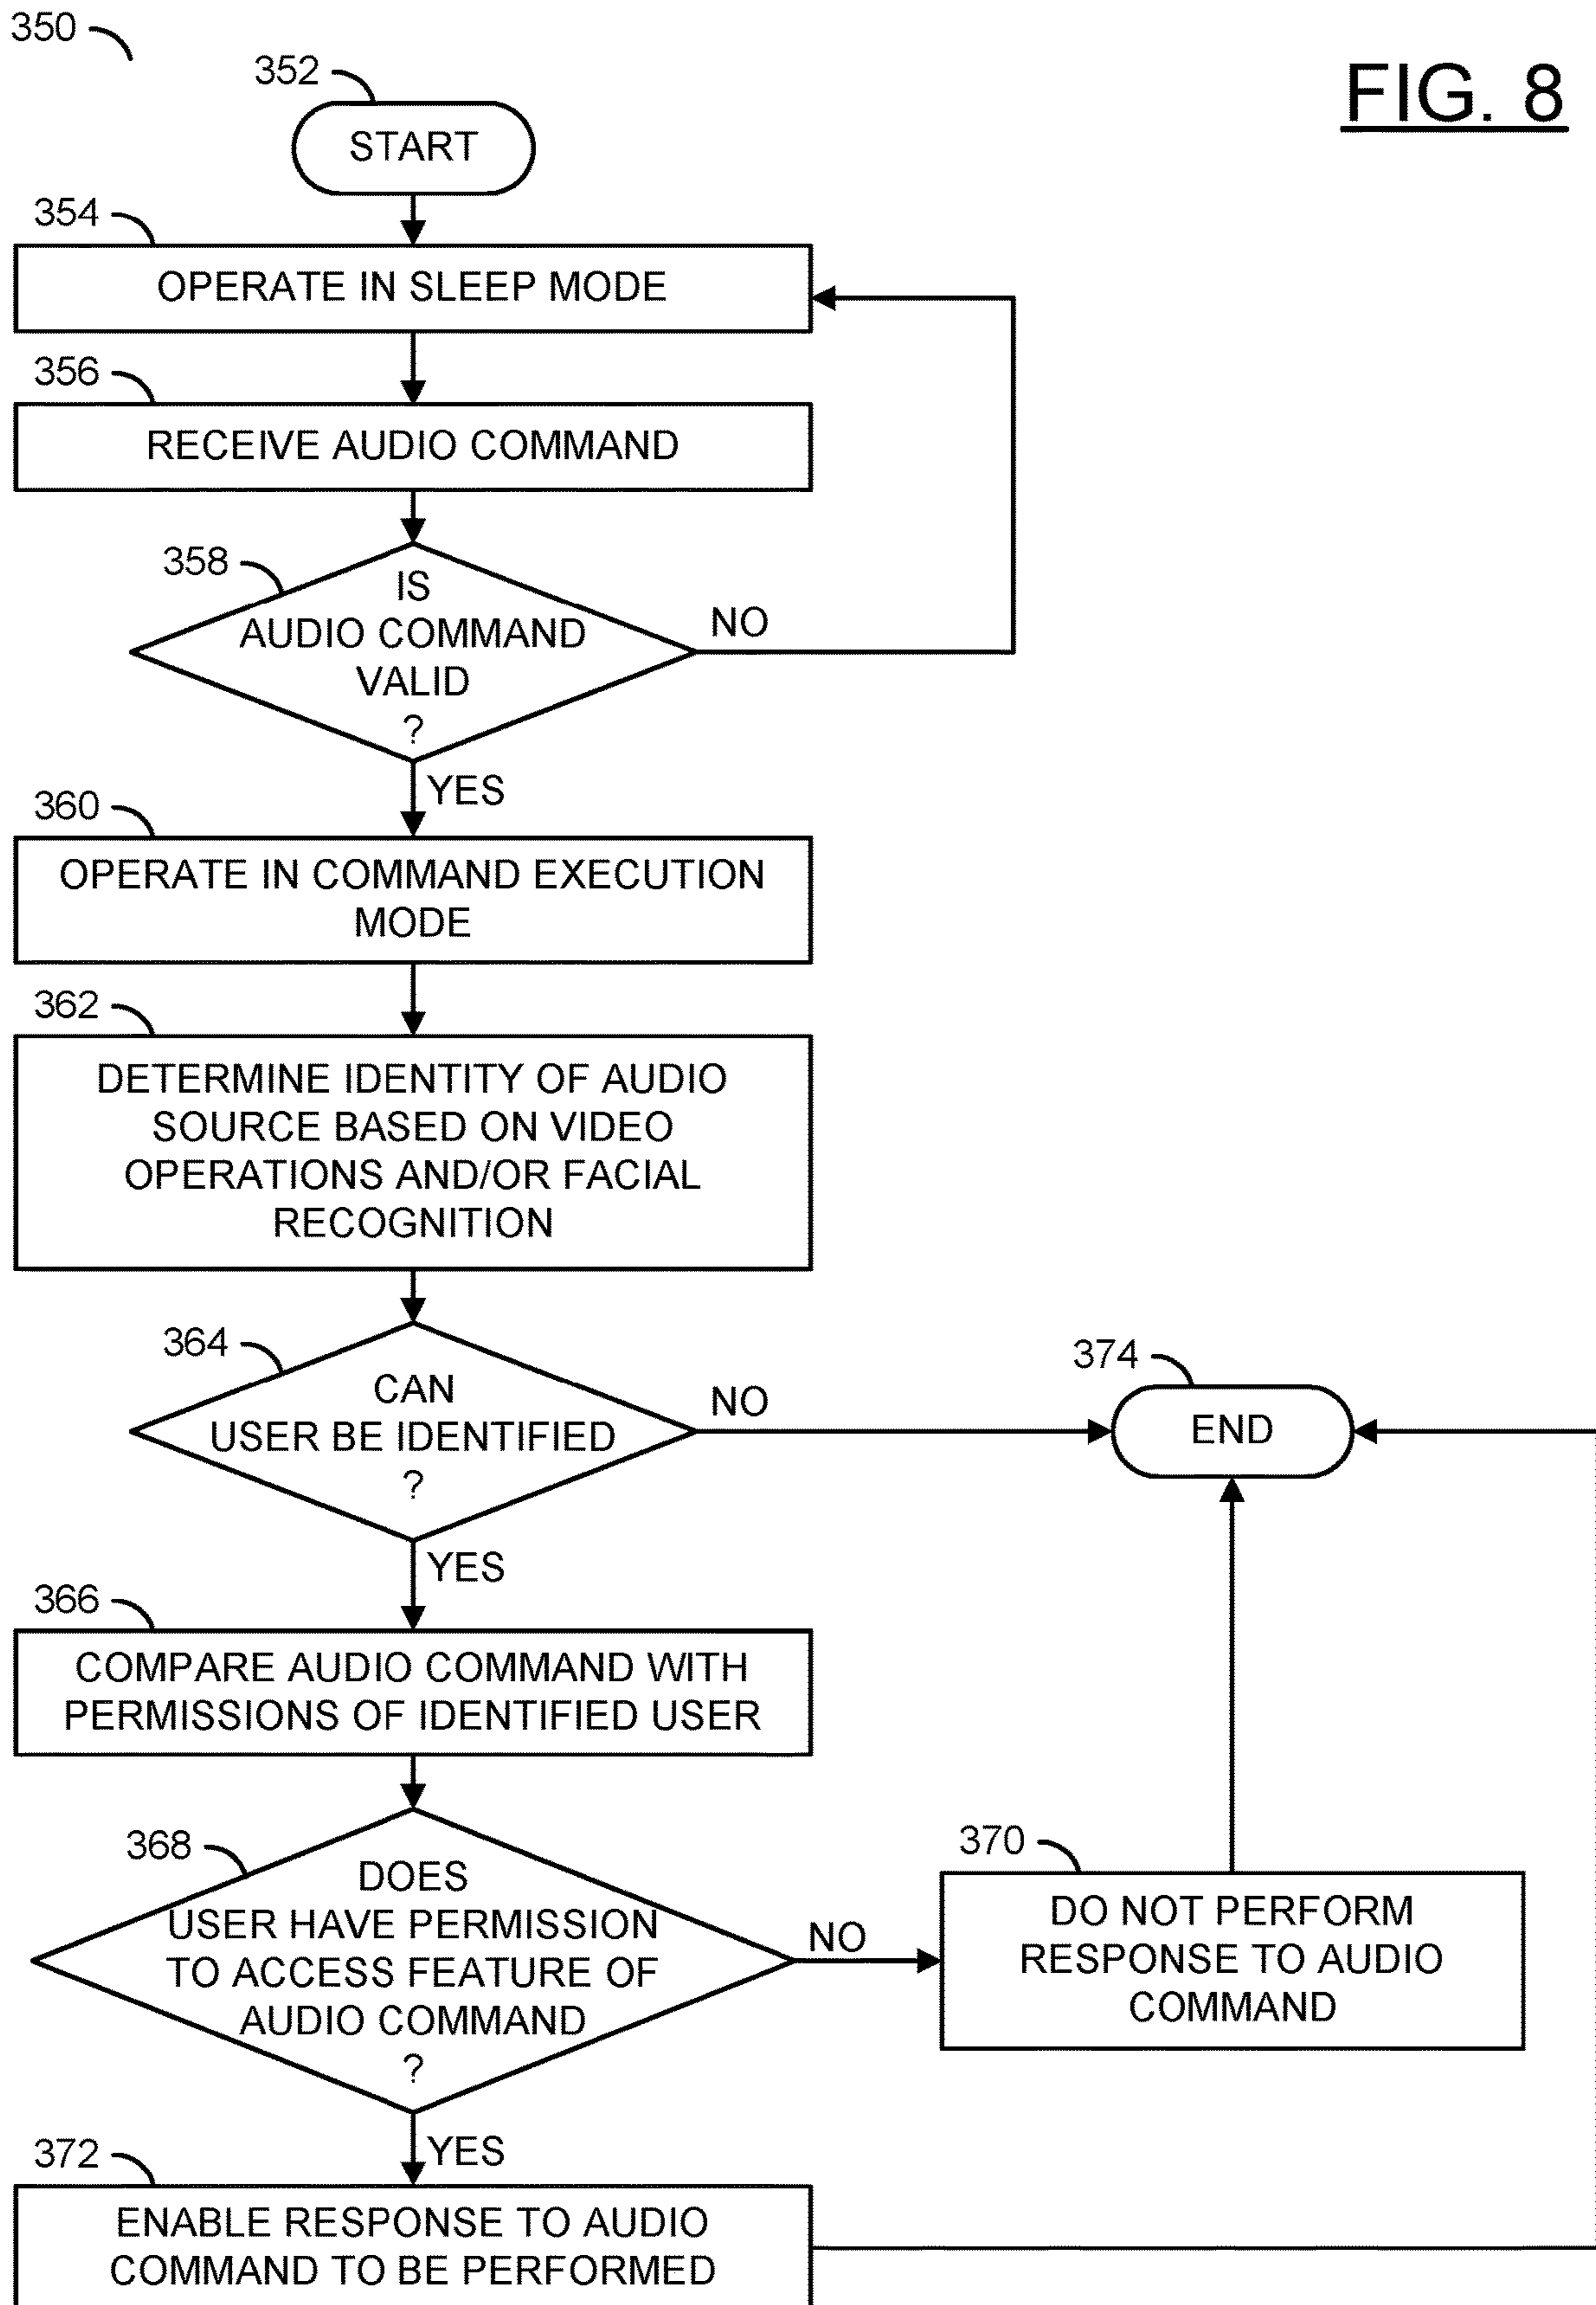 350
FIG. 8
352
START
354
OPERATE IN SLEEP MODE
356
RECEIVE AUDIO COMMAND
358
IS
AUDIO COMMAND
VALID
?
NO
YES
360
OPERATE IN COMMAND EXECUTION
MODE
362
DETERMINE IDENTITY OF AUDIO
SOURCE BASED ON VIDEO
OPERATIONS AND/OR FACIAL
RECOGNITION
364
CAN
USER BE IDENTIFIED
?
NO
374
END
YES
366
COMPARE AUDIO COMMAND WITH
PERMISSIONS OF IDENTIFIED USER
368
DOES
USER HAVE PERMISSION
TO ACCESS FEATURE OF
AUDIO COMMAND
?
NO
370
DO NOT PERFORM
RESPONSE TO AUDIO
COMMAND
YES
372
ENABLE RESPONSE TO AUDIO
COMMAND TO BE PERFORMED